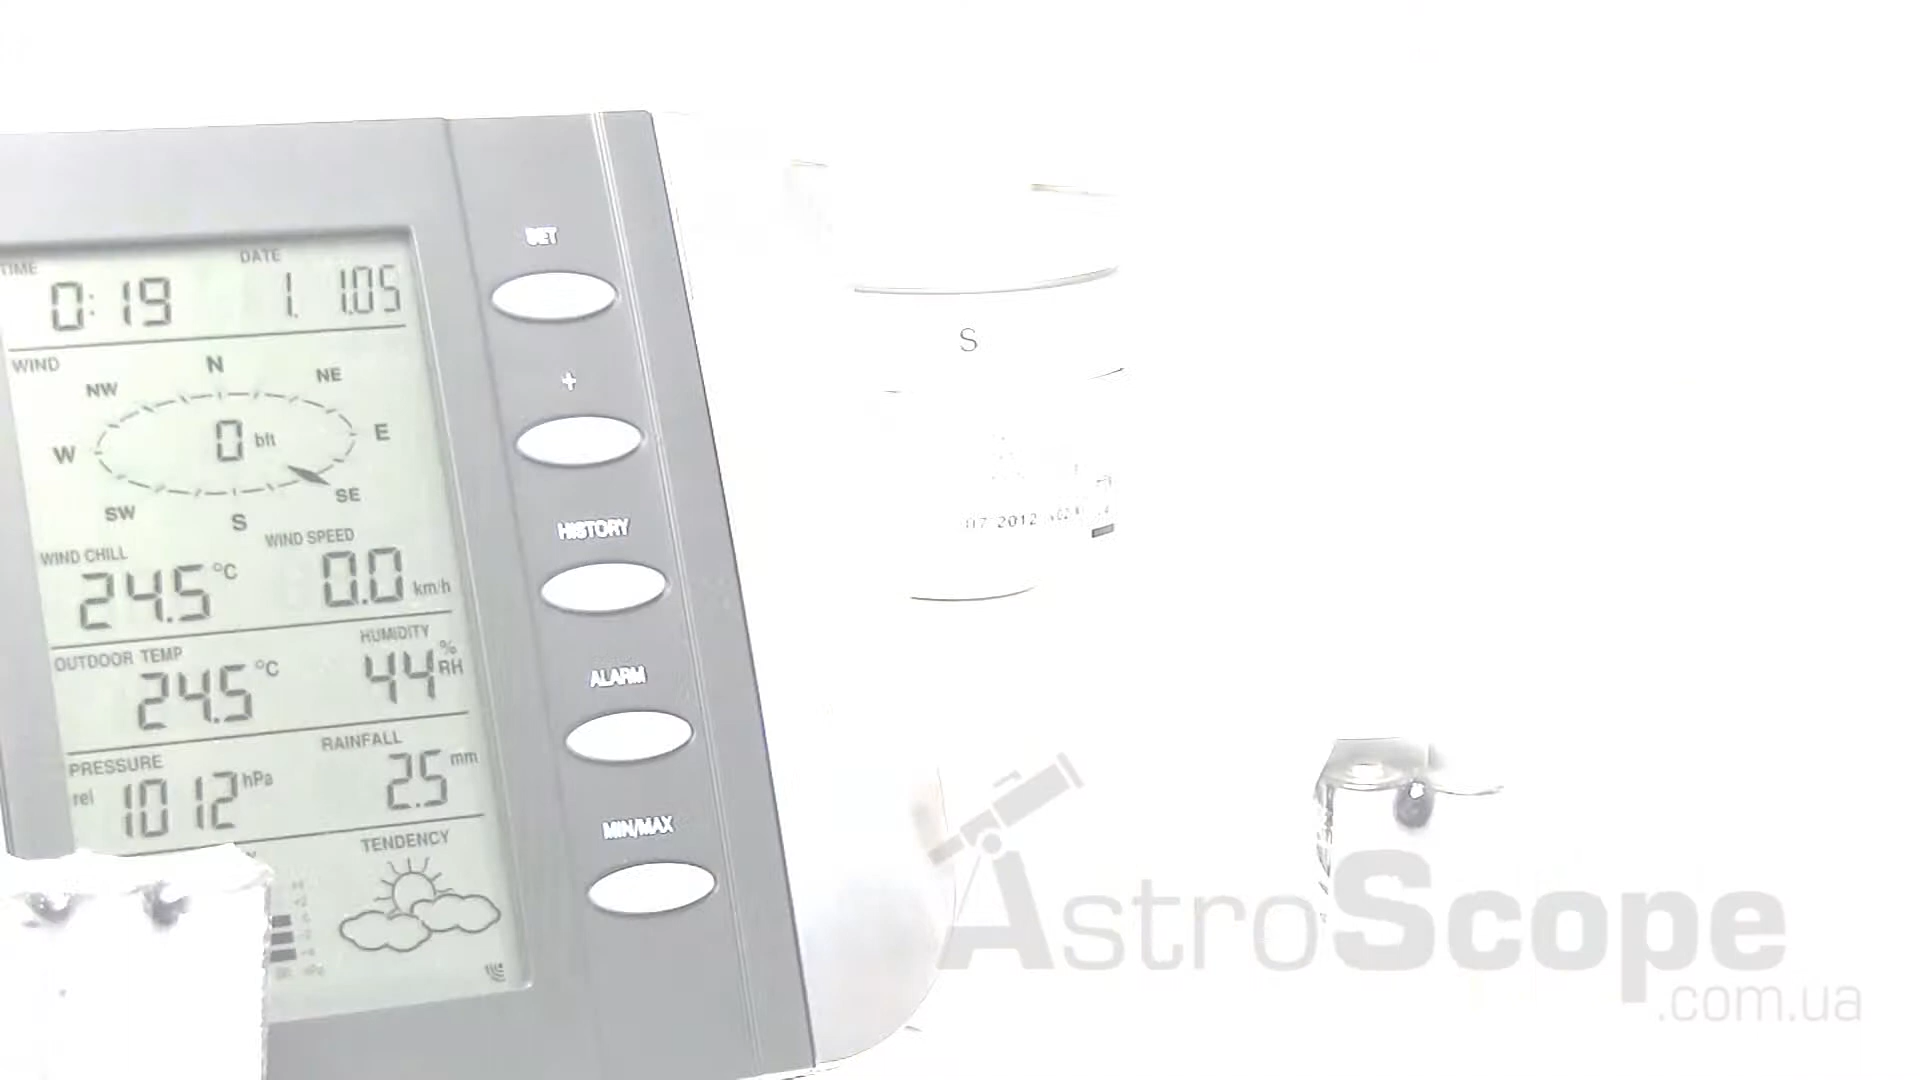 SET
TIME
DATE
0:19
1. 1.05
WIND
N
NW
NE
W
0 bft
E
SW
SE
S
WIND CHILL
WIND SPEED
24.5 °C
0.0 km/h
OUTDOOR TEMP
HUMIDITY
24.5 °C
44 % RH
PRESSURE
RAINFALL
rel 1012 hPa
2.5 mm
TENDENCY
+
HISTORY
ALARM
MIN/MAX
S
2012
AstroScope
.com.ua